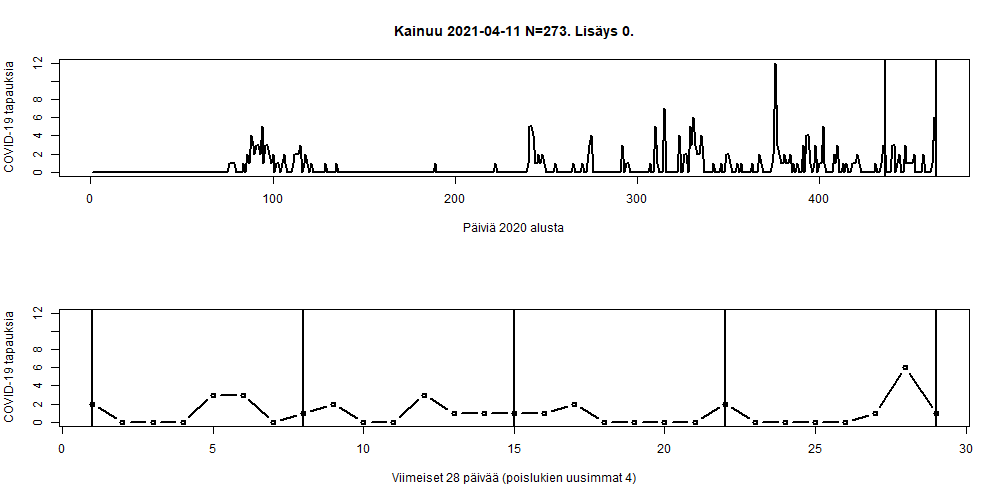 Kainuu 2021-04-11 N=273. Lisäys 0.
COVID-19 tapauksia
12
8
6
4
2
0
0 100 200 300 400
Päiviä 2020 alusta
COVID-19 tapauksia
12
8
6
4
2
0
0 5 10 15 20 25 30
Viimeiset 28 päivää (poislukien uusimmat 4)